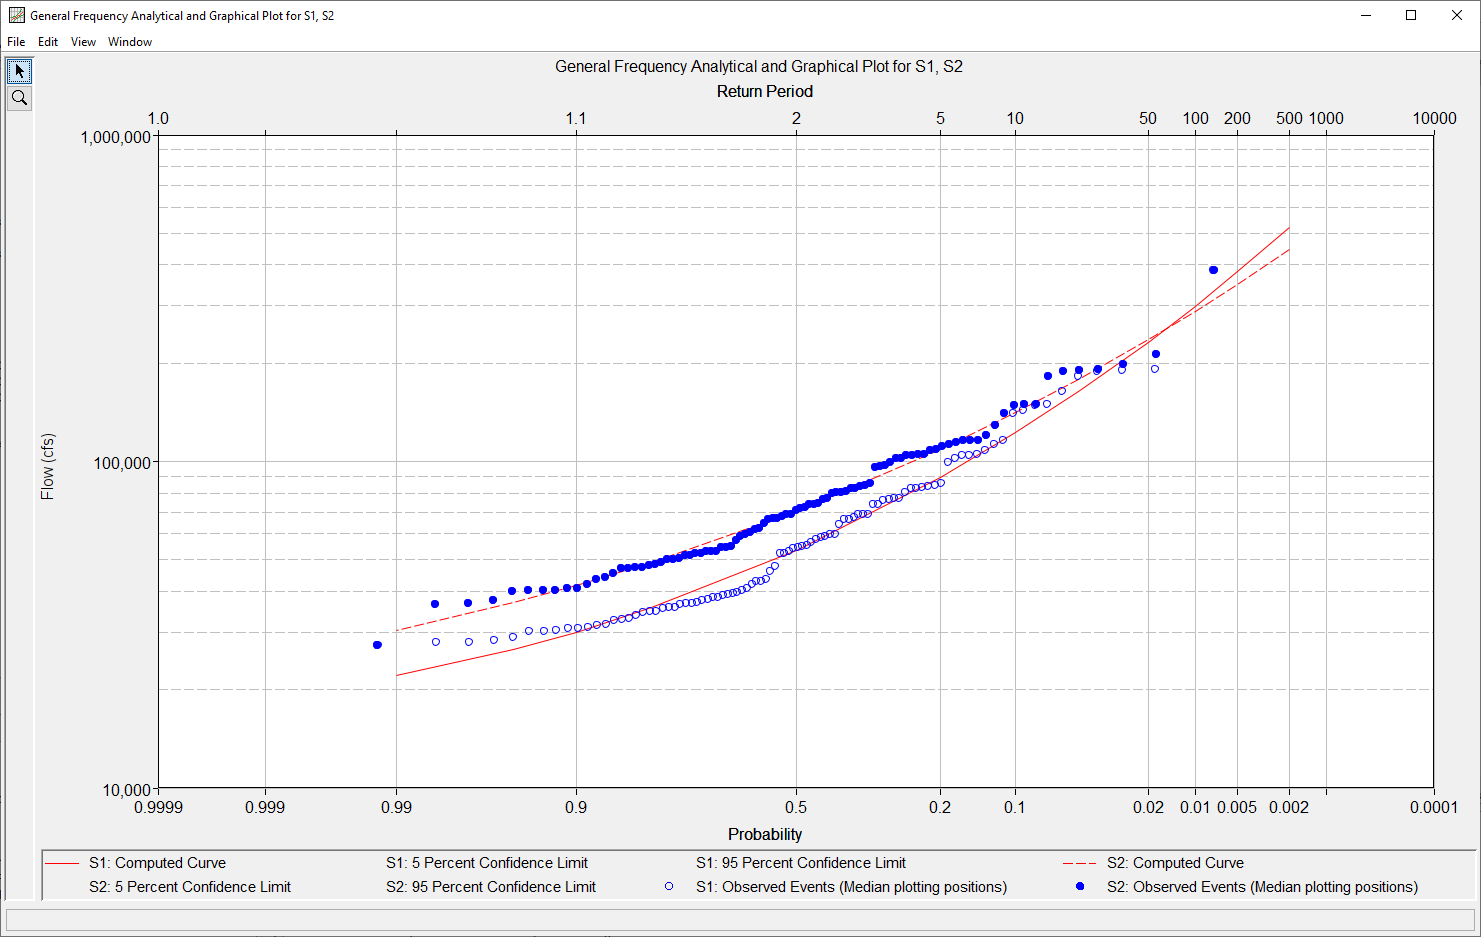 General Frequency Analytical and Graphical Plot for S1, S2
File Edit View Window
General Frequency Analytical and Graphical Plot for S1, S2
Return Period
1.0 1.1 2 5 10 50 100 200 500 1000 10000
1,000,000
100,000
10,000
Flow (cfs)
0.9999 0.999 0.99 0.9 0.5 0.2 0.1 0.02 0.01 0.005 0.002 0.0001
Probability
S1: Computed Curve S1: 5 Percent Confidence Limit S1: 95 Percent Confidence Limit S2: Computed Curve
S2: 5 Percent Confidence Limit S2: 95 Percent Confidence Limit S1: Observed Events (Median plotting positions) S2: Observed Events (Median plotting positions)